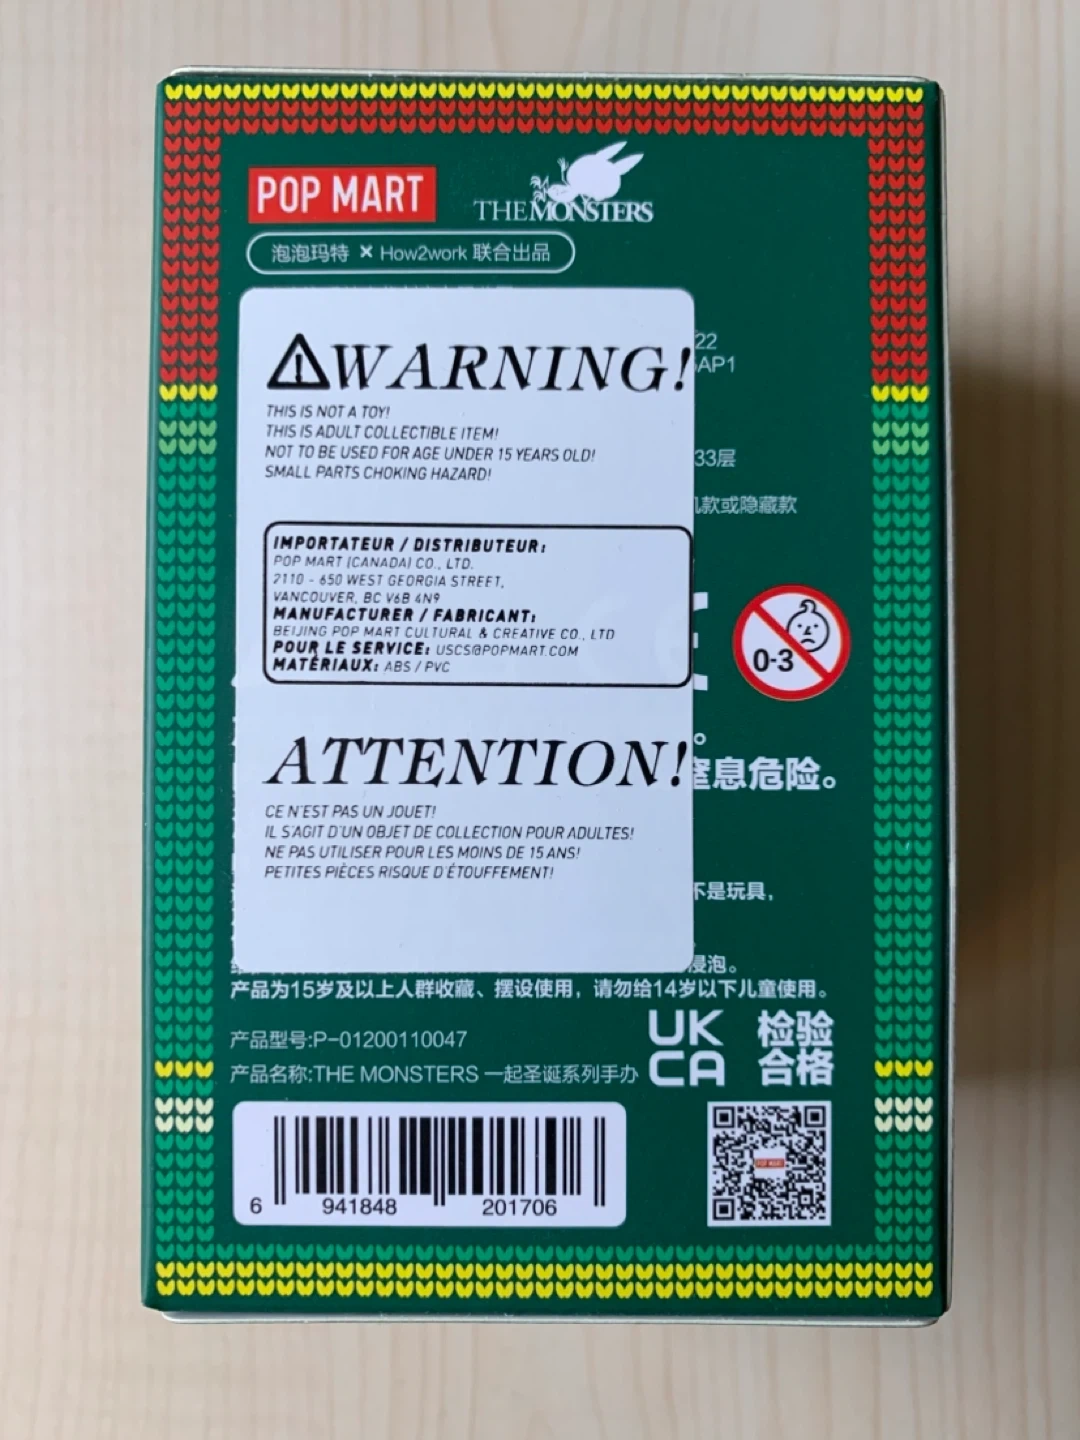 POP MART
THE MONSTERS
泡泡玛特 × How2work 联合出品
22
AP1
WARNING!
THIS IS NOT A TOY!
THIS IS ADULT COLLECTIBLE ITEM!
NOT TO BE USED FOR AGE UNDER 15 YEARS OLD!
33层
SMALL PARTS CHOKING HAZARD!
款或隐藏款
IMPORTATEUR / DISTRIBUTEUR:
POP MART (CANADA) CO., LTD.
2110 - 650 WEST GEORGIA STREET,
VANCOUVER, BC V6B 4N9
MANUFACTURER / FABRICANT:
BEIJING POP MART CULTURAL & CREATIVE CO., LTD
POUR LE SERVICE: USCS@POPMART.COM
MATÉRIAUX: ABS / PVC
0-3
ATTENTION!
窒息危险。
CE N'EST PAS UN JOUET!
IL S'AGIT D'UN OBJET DE COLLECTION POUR ADULTES!
NE PAS UTILISER POUR LES MOINS DE 15 ANS!
PETITES PIÈCES RISQUE D'ÉTOUFFEMENT!
不是玩具，
浸泡。
产品为15岁及以上人群收藏、摆设使用，请勿给14岁以下儿童使用。
产品型号:P-01200110047
产品名称:THE MONSTERS 一起圣诞系列手办
UK
CA
检验
合格
6 941848 201706
POP MART